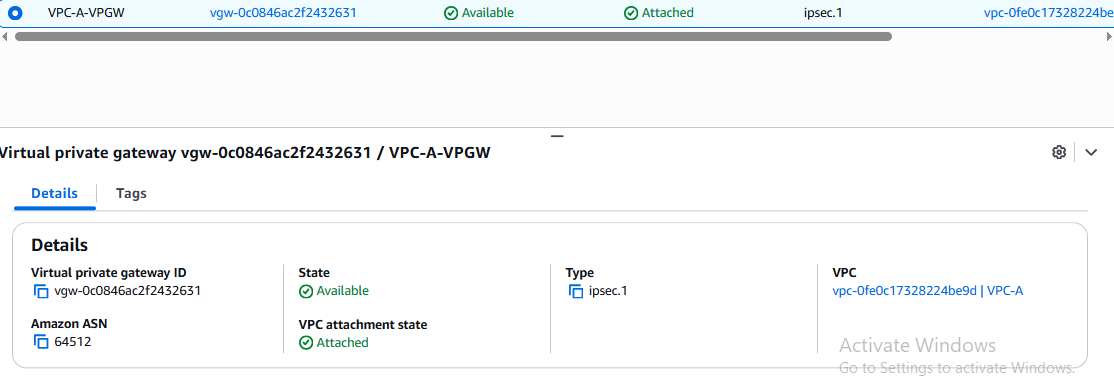 VPC-A-VPGW vgw-0c0846ac2f2432631 Available Attached ipsec.1 vpc-0fe0c17328224be
Virtual private gateway vgw-0c0846ac2f2432631 / VPC-A-VPGW
Details Tags
Details
Virtual private gateway ID State Type VPC
vgw-0c0846ac2f2432631 Available ipsec.1 vpc-0fe0c17328224be9d | VPC-A
Amazon ASN VPC attachment state
64512 Attached
Activate Windows
Go to Settings to activate Windows.